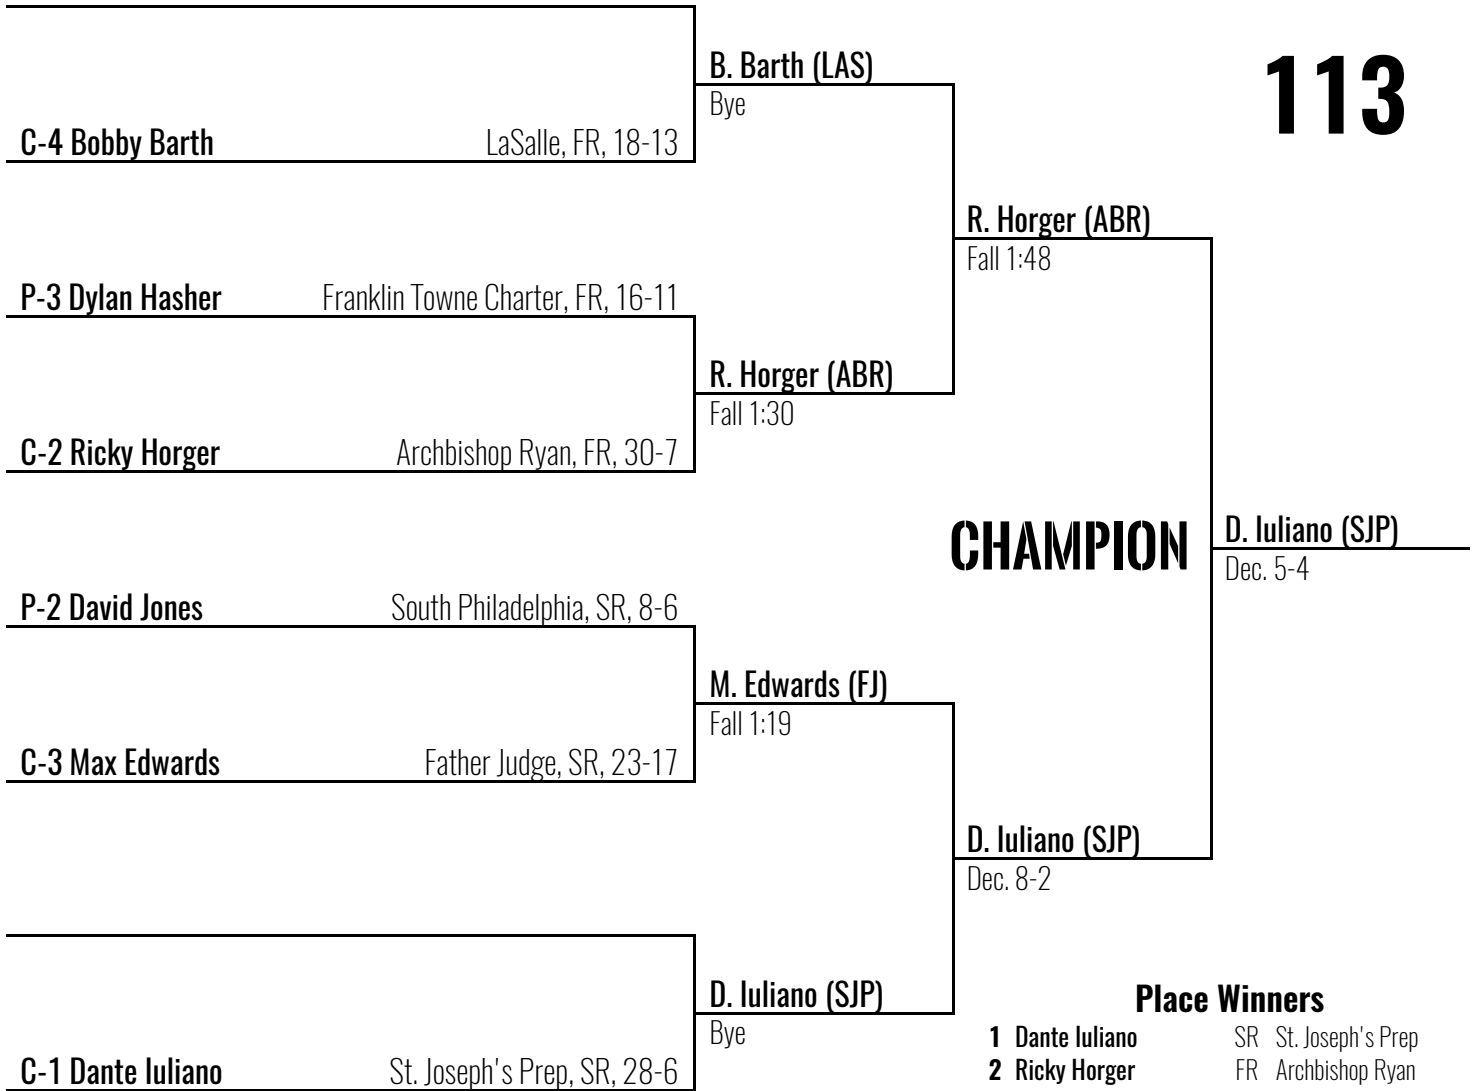 B. Barth (LAS)
113
Bye
C-4 Bobby Barth LaSalle, FR, 18-13
R. Horger (ABR)
Fall 1:48
P-3 Dylan Hasher Franklin Towne Charter, FR, 16-11
R. Horger (ABR)
Fall 1:30
C-2 Ricky Horger Archbishop Ryan, FR, 30-7
CHAMPION
D. Iuliano (SJP)
Dec. 5-4
P-2 David Jones South Philadelphia, SR, 8-6
M. Edwards (FJ)
Fall 1:19
C-3 Max Edwards Father Judge, SR, 23-17
D. Iuliano (SJP)
Dec. 8-2
D. Iuliano (SJP)
Bye
C-1 Dante Iuliano St. Joseph's Prep, SR, 28-6
Place Winners
1 Dante Iuliano SR St. Joseph's Prep
2 Ricky Horger FR Archbishop Ryan